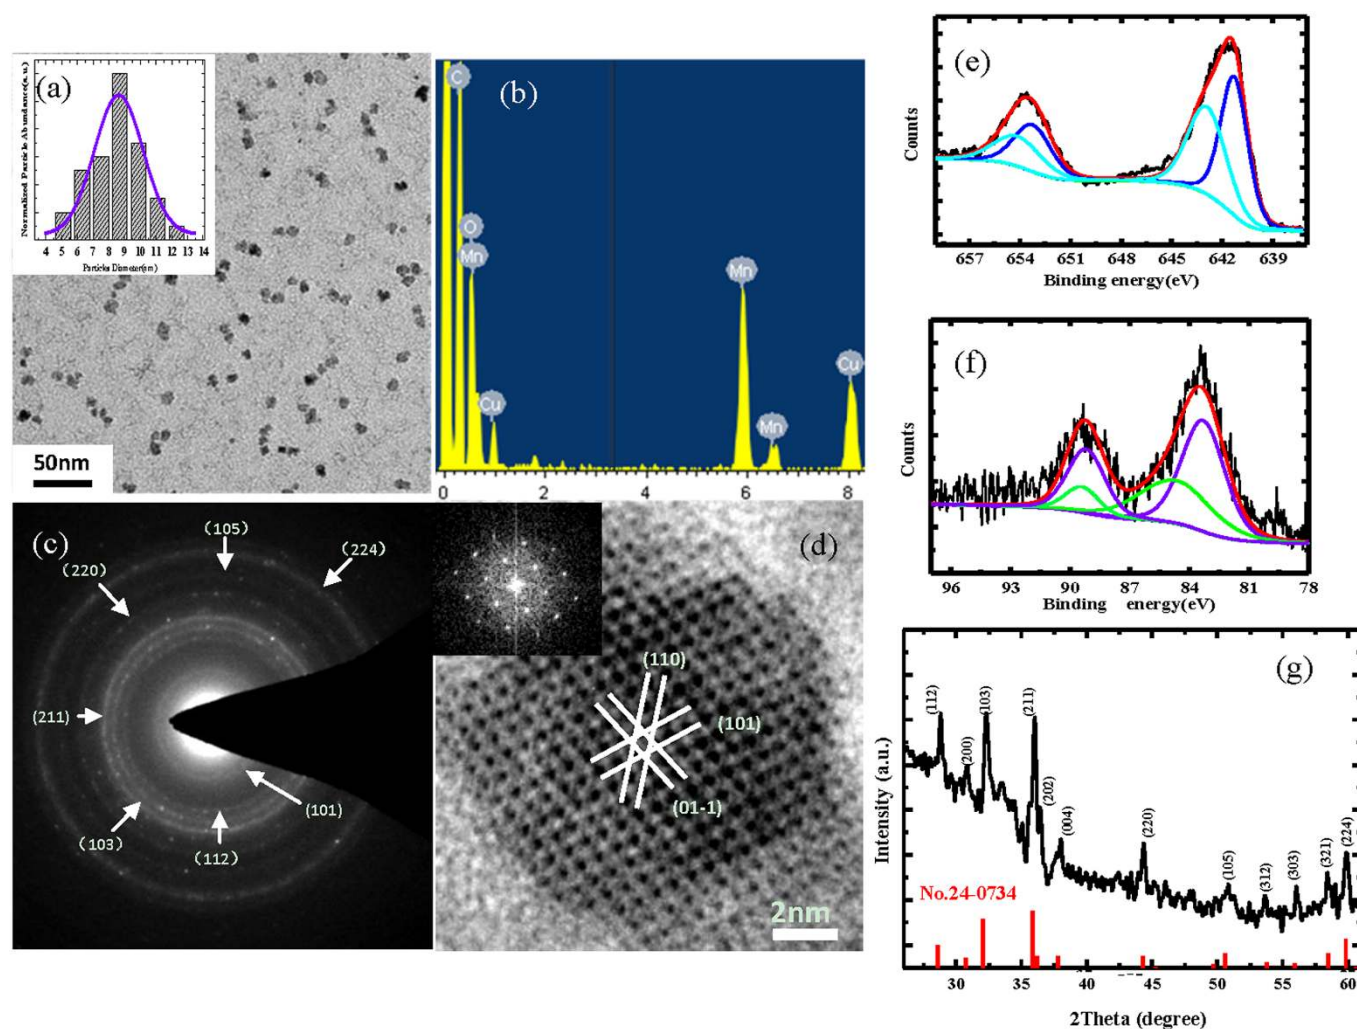 (a)
Normalized Particle Abundance(a. u.)
4 5 6 7 8 9 10 11 12 13 14
Particles Diameter(nm)
50nm
(b)
C
O
Mn
Cu
Mn
Mn
Cu
0 2 4 6 8
(c)
(105)
(224)
(220)
(211)
(101)
(103)
(112)
(d)
(110)
(101)
(01-1)
2nm
(e)
Counts
657 654 651 648 645 642 639
Binding energy(eV)
(f)
Counts
96 93 90 87 84 81 78
Binding energy(eV)
(g)
Intensity (a.u.)
(112)
(200)
(103)
(211)
(202)
(004)
(220)
(105)
(312)
(303)
(321)
(224)
No.24-0734
30 35 40 45 50 55 60
2Theta (degree)